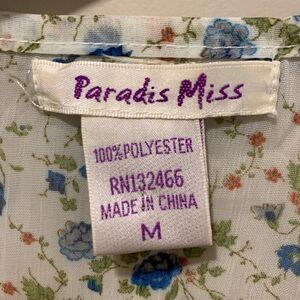 Paradis Miss
100%POLYESTER
RN132466
MADE IN CHINA
M